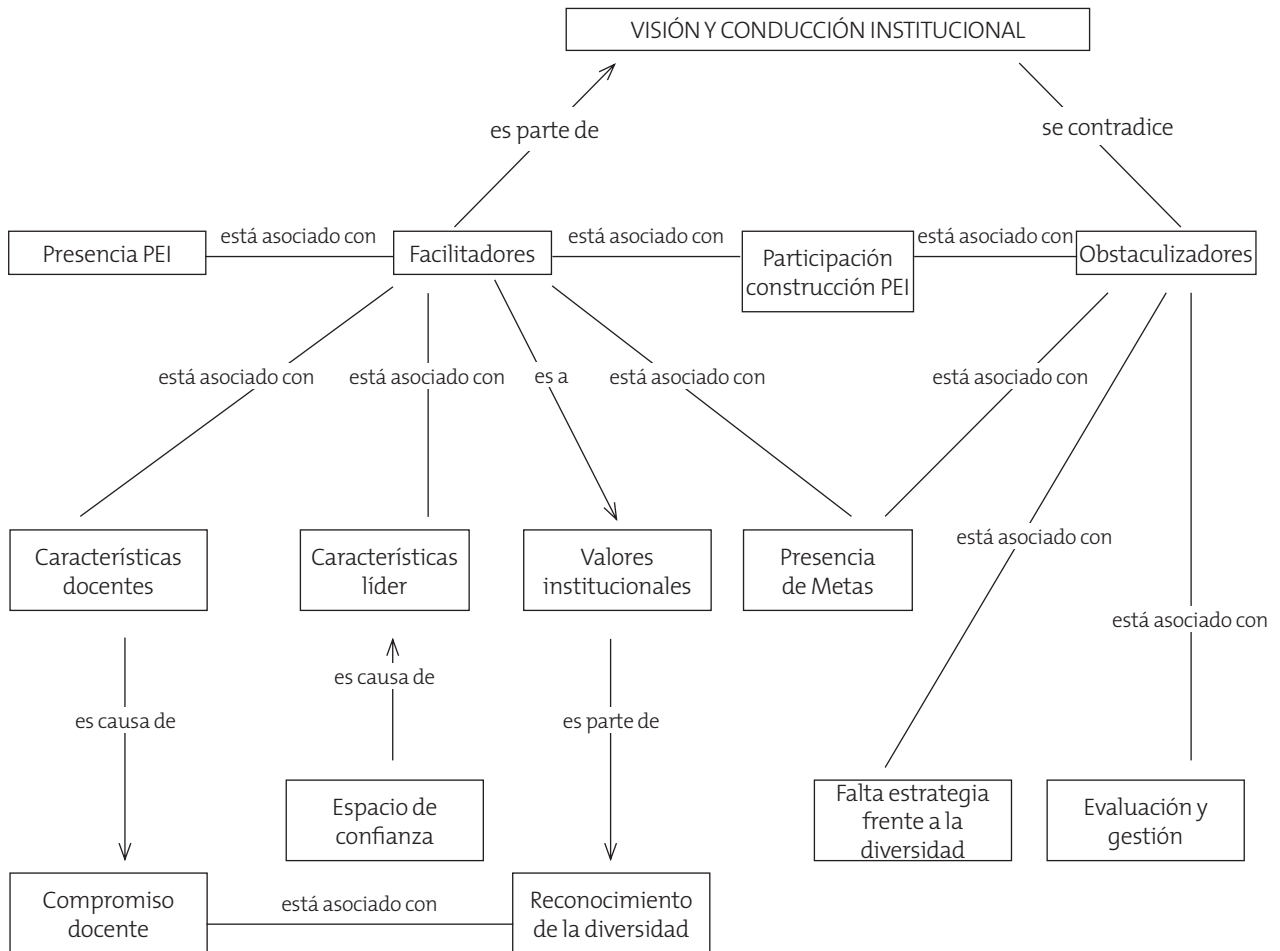 VISIÓN Y CONDUCCIÓN INSTITUCIONAL
es parte de
se contradice
Presencia PEI
está asociado con
Facilitadores
está asociado con
Participación
construcción PEI
está asociado con
Obstaculizadores
está asociado con
está asociado con
es a
está asociado con
está asociado con
Característificas
docentes
Característificas
líder
Valores
institucionales
Presencia
de Metas
está asociado con
está asociado con
es causa de
es causa de
es parte de
Espacio de
confianza
Falta estrategia
frente a la
diversidad
Evaluación y
gestión
Compromiso
docente
está asociado con
Reconocimiento
de la diversidad